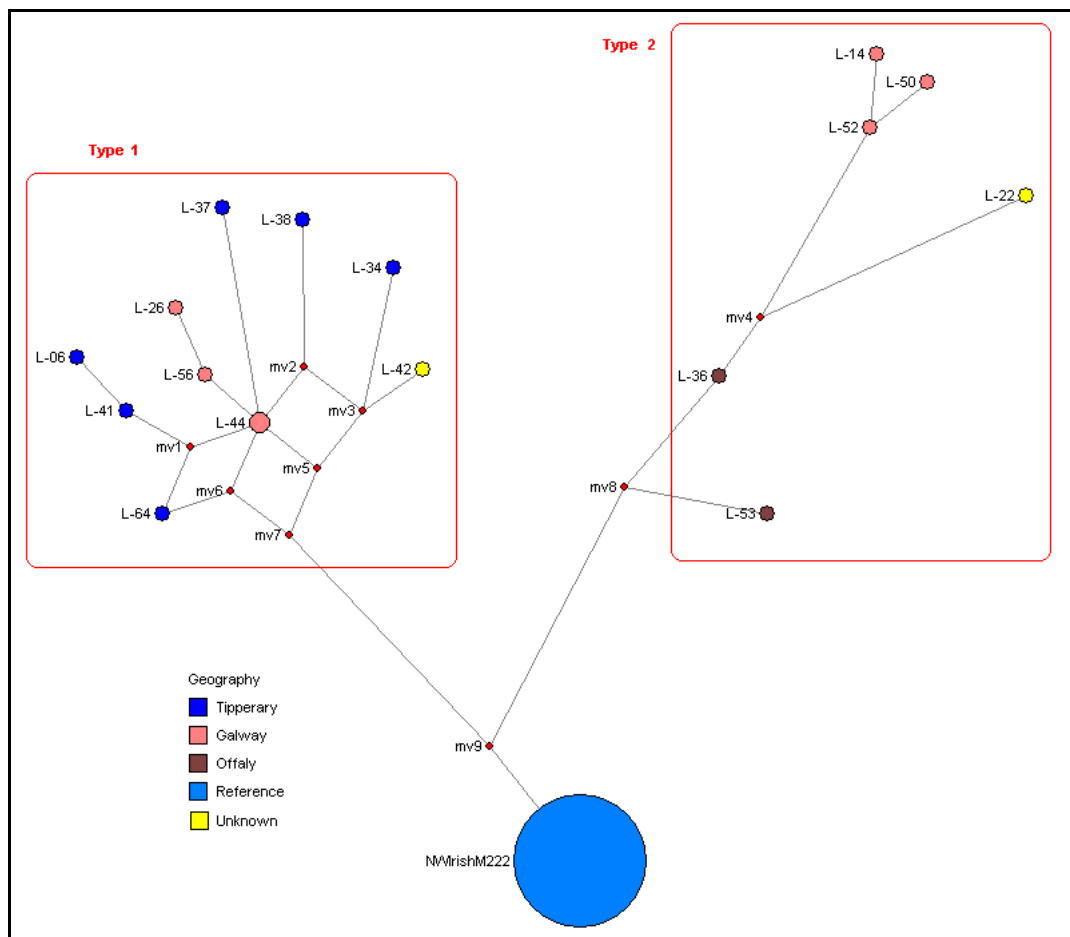 Type 2
L-14
L-50
L-52
Type 1
L-22
L-37
L-38
L-34
L-26
mv4
L-06
L-56
mv2
L-42
L-36
L-41
mv3
L-44
mv1
mv5
mv6
mv8
L-64
L-53
mv7
Geography
Tipperary
Galway
Offaly
Reference
Unknown
mv9
NWIrishM222